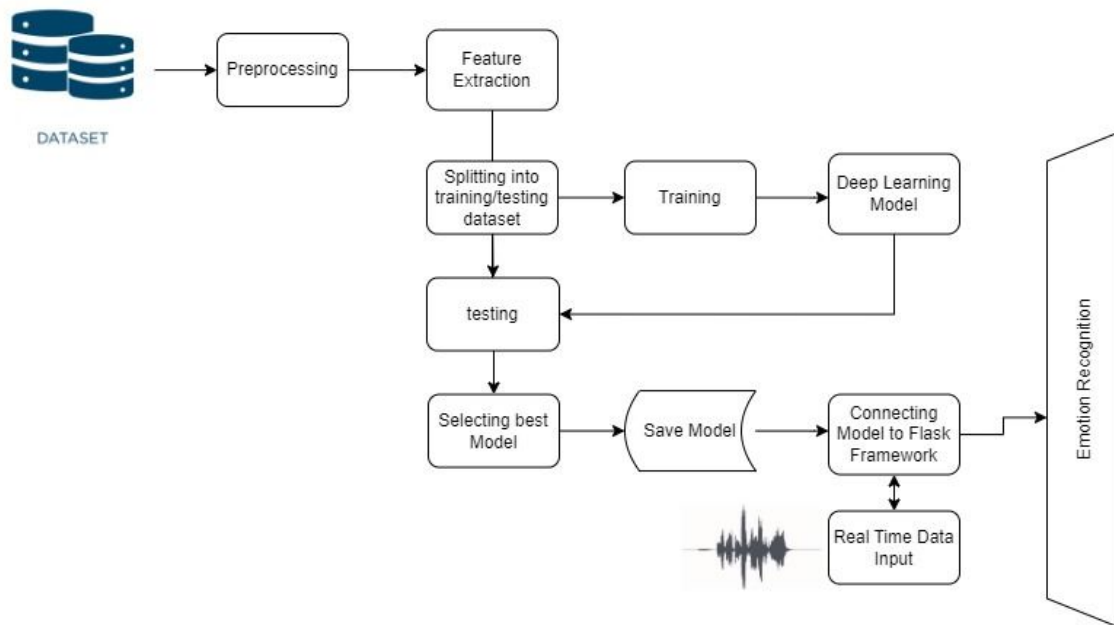 DATASET
Preprocessing
Feature
Extraction
Splitting into
training/testing
dataset
Training
Deep Learning
Model
testing
Selecting best
Model
Save Model
Connecting
Model to Flask
Framework
Real Time Data
Input
Emotion Recognition